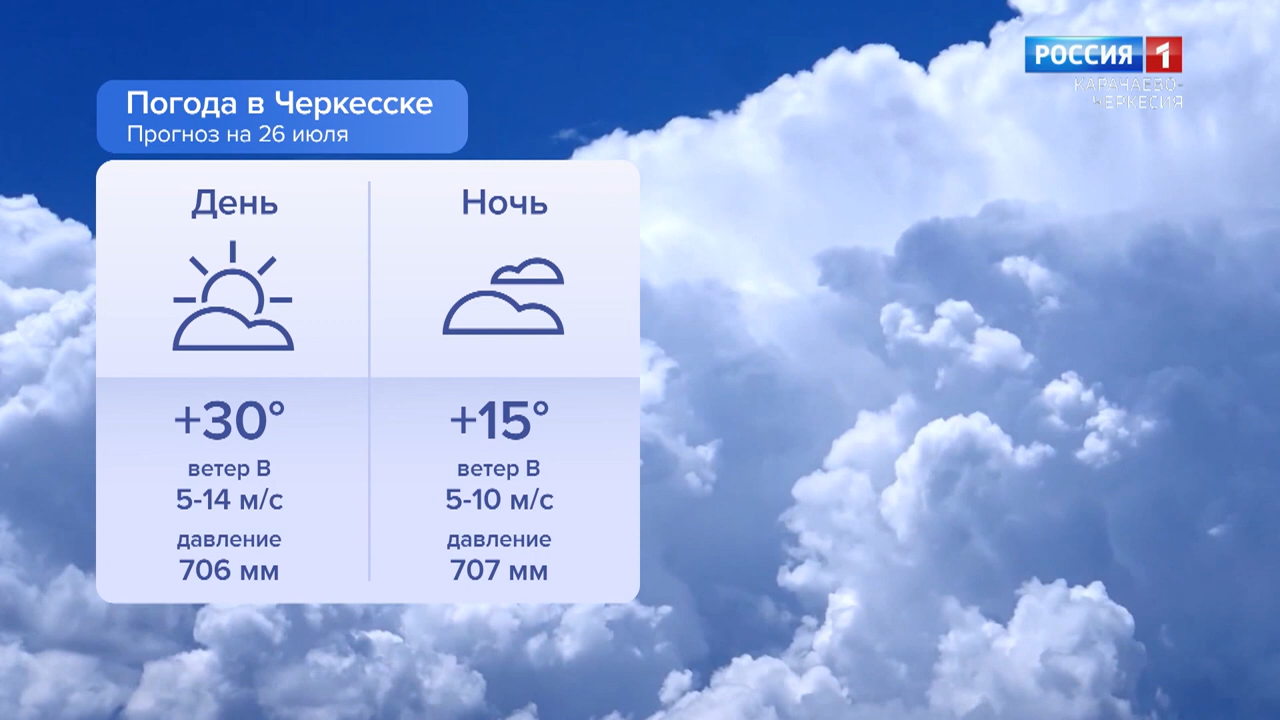 РОССИЯ 1
КАРАЧАЕВО-
ЧЕРКЕСИЯ
Погода в Черкесске
Прогноз на 26 июля
День
Ночь
+30°
+15°
ветер В
ветер В
5-14 м/с
5-10 м/с
давление
давление
706 мм
707 мм